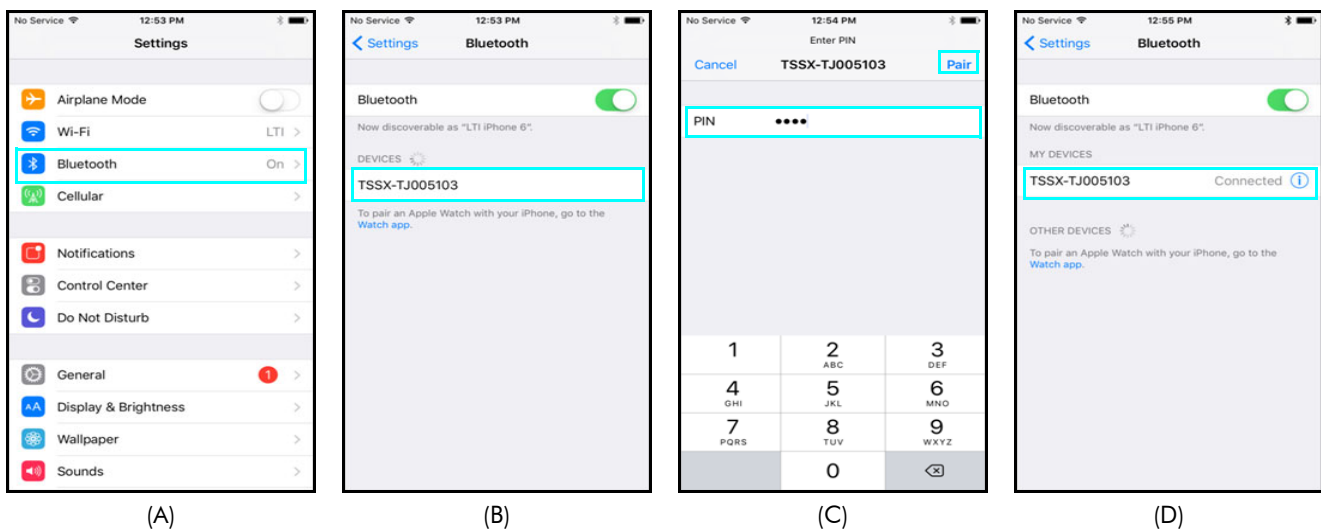 No Service 12:53 PM
Settings
Airplane Mode
Wi-Fi LTI
Bluetooth On
Cellular
Notifications
Control Center
Do Not Disturb
General 1
AA Display & Brightness
Wallpaper
Sounds
(A)
No Service 12:53 PM
Settings Bluetooth
Bluetooth
Now discoverable as "LTI iPhone 6".
DEVICES
TSSX-TJ005103
To pair an Apple Watch with your iPhone, go to the
Watch app.
(B)
No Service 12:54 PM
Enter PIN
Cancel TSSX-TJ005103 Pair
PIN ••••
1 2 3
ABC DEF
4 5 6
GHI JKL MNO
7 8 9
PQRS TUV WXYZ
0
(C)
No Service 12:55 PM
Settings Bluetooth
Bluetooth
Now discoverable as "LTI iPhone 6".
MY DEVICES
TSSX-TJ005103 Connected i
OTHER DEVICES
To pair an Apple Watch with your iPhone, go to the
Watch app.
(D)